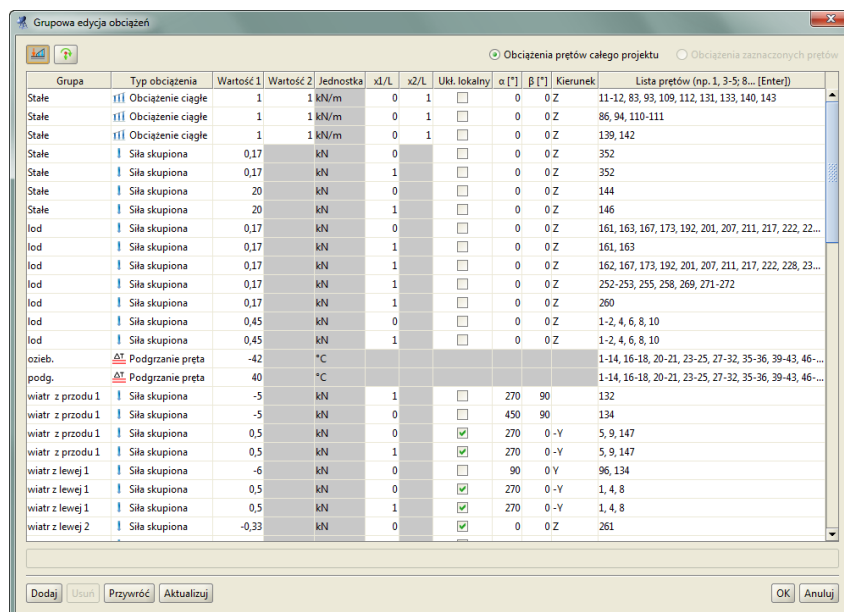 Grupowa edycja obciążeń
Obciążenia prętów całego projektu Obciążenia zaznaczonych prętów
Grupa Typ obciążenia Wartość 1 Wartość 2 Jednostka x1/L x2/L Ukł. lokalny α [°] β [°] Kierunek Lista prętów (np. 1, 3-5; 8... [Enter])
Stałe Obciążenie ciągłe 1 1 kN/m 0 1 0 0 Z 11-12, 83, 93, 109, 112, 131, 133, 140, 143
Stałe Obciążenie ciągłe 1 1 kN/m 0 1 0 0 Z 86, 94, 110-111
Stałe Obciążenie ciągłe 1 1 kN/m 0 1 0 0 Z 139, 142
Stałe Siła skupiona 0,17 kN 0 0 0 Z 352
Stałe Siła skupiona 0,17 kN 1 0 0 Z 352
Stałe Siła skupiona 20 kN 0 0 0 Z 144
Stałe Siła skupiona 20 kN 1 0 0 Z 146
lod Siła skupiona 0,17 kN 0 0 0 Z 161, 163, 167, 173, 192, 201, 207, 211, 217, 222, 22...
lod Siła skupiona 0,17 kN 1 0 0 Z 161, 163
lod Siła skupiona 0,17 kN 1 0 0 Z 162, 167, 173, 192, 201, 207, 211, 217, 222, 228, 23...
lod Siła skupiona 0,17 kN 1 0 0 Z 252-253, 255, 258, 269, 271-272
lod Siła skupiona 0,17 kN 1 0 0 Z 260
lod Siła skupiona 0,45 kN 0 0 0 Z 1-2, 4, 6, 8, 10
lod Siła skupiona 0,45 kN 1 0 0 Z 1-2, 4, 6, 8, 10
ozieb. ΔT Podgrzanie pręta -42 °C 1-14, 16-18, 20-21, 23-25, 27-32, 35-36, 39-43, 46-...
podg. ΔT Podgrzanie pręta 40 °C 1-14, 16-18, 20-21, 23-25, 27-32, 35-36, 39-43, 46-...
wiatr z przodu 1 Siła skupiona -5 kN 1 270 90 132
wiatr z przodu 1 Siła skupiona -5 kN 0 450 90 134
wiatr z przodu 1 Siła skupiona 0,5 kN 0 270 0 -Y 5, 9, 147
wiatr z przodu 1 Siła skupiona 0,5 kN 1 270 0 -Y 5, 9, 147
wiatr z lewej 1 Siła skupiona -6 kN 0 90 0 Y 96, 134
wiatr z lewej 1 Siła skupiona 0,5 kN 0 270 0 -Y 1, 4, 8
wiatr z lewej 1 Siła skupiona 0,5 kN 1 270 0 -Y 1, 4, 8
wiatr z lewej 2 Siła skupiona -0,33 kN 0 0 0 Z 261
Dodaj Usuń Przywróć Aktualizuj OK Anuluj